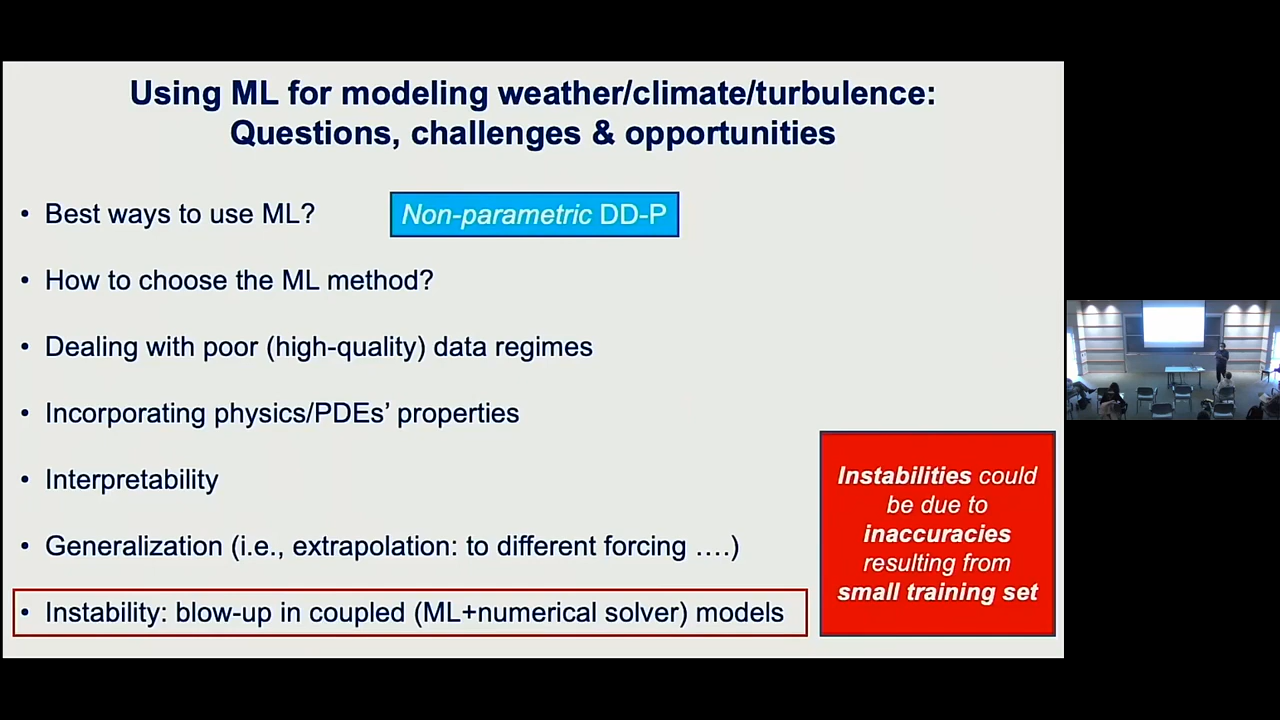 Using ML for modeling weather/climate/turbulence:
Questions, challenges & opportunities
• Best ways to use ML?
Non-parametric DD-P
• How to choose the ML method?
• Dealing with poor (high-quality) data regimes
• Incorporating physics/PDEs’ properties
• Interpretability
• Generalization (i.e., extrapolation: to different forcing ….)
• Instability: blow-up in coupled (ML+numerical solver) models
Instabilities could
be due to
inaccuracies
resulting from
small training set